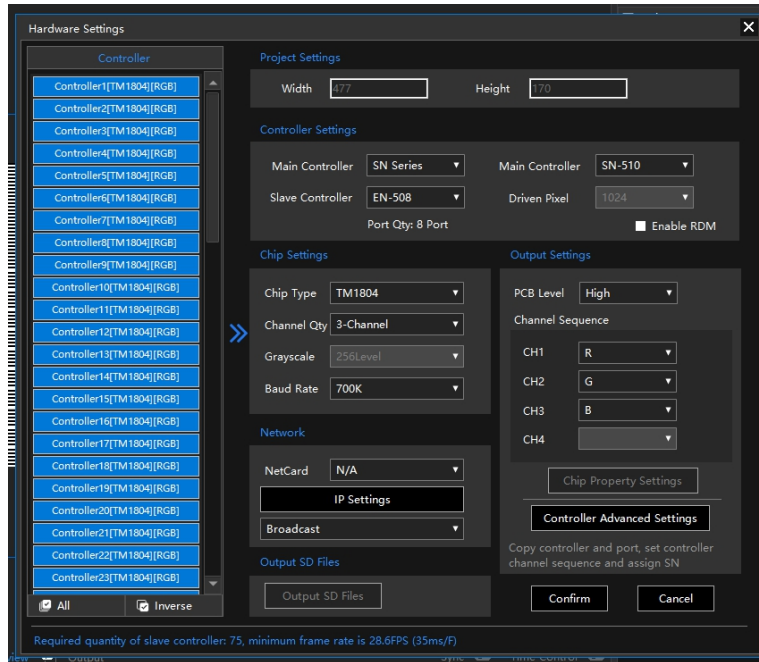 Hardware Settings
Controller
Controller1[TM1804][RGB]
Controller2[TM1804][RGB]
Controller3[TM1804][RGB]
Controller4[TM1804][RGB]
Controller5[TM1804][RGB]
Controller6[TM1804][RGB]
Controller7[TM1804][RGB]
Controller8[TM1804][RGB]
Controller9[TM1804][RGB]
Controller10[TM1804][RGB]
Controller11[TM1804][RGB]
Controller12[TM1804][RGB]
Controller13[TM1804][RGB]
Controller14[TM1804][RGB]
Controller15[TM1804][RGB]
Controller16[TM1804][RGB]
Controller17[TM1804][RGB]
Controller18[TM1804][RGB]
Controller19[TM1804][RGB]
Controller20[TM1804][RGB]
Controller21[TM1804][RGB]
Controller22[TM1804][RGB]
Controller23[TM1804][RGB]
All Inverse
Project Settings
Width 477 Height 170
Controller Settings
Main Controller SN Series Main Controller SN-510
Slave Controller EN-508 Driven Pixel 1024
Port Qty: 8 Port Enable RDM
Chip Settings
Chip Type TM1804
Channel Qty 3-Channel
Grayscale 256Level
Baud Rate 700K
Network
NetCard N/A
IP Settings
Broadcast
Output SD Files
Output SD Files
Output Settings
PCB Level High
Channel Sequence
CH1 R
CH2 G
CH3 B
CH4
Chip Property Settings
Controller Advanced Settings
Copy controller and port, set controller
channel sequence and assign SN
Confirm Cancel
Required quantity of slave controller: 75, minimum frame rate is 28.6FPS (35ms/F)